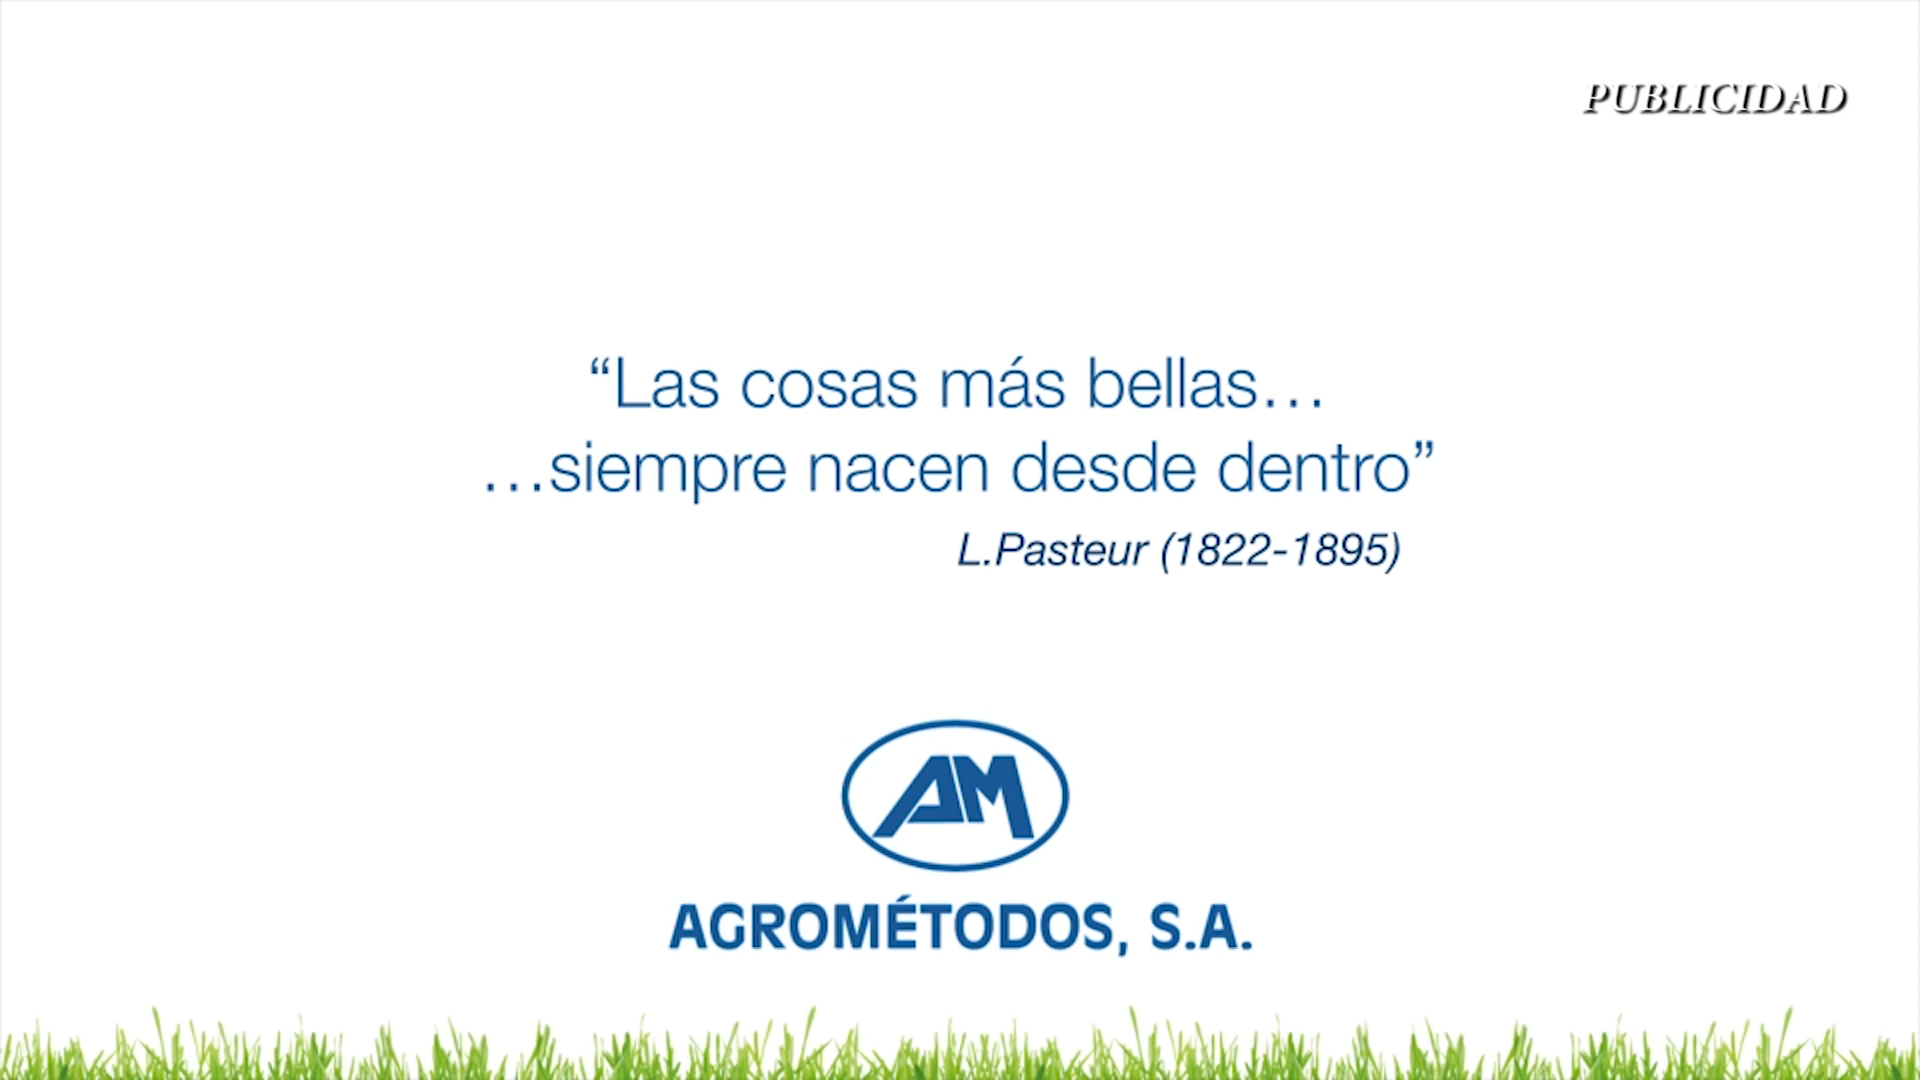 PUBLICIDAD
“Las cosas más bellas…
…siempre nacen desde dentro”
L.Pasteur (1822-1895)
AM
AGROMÉTODOS, S.A.